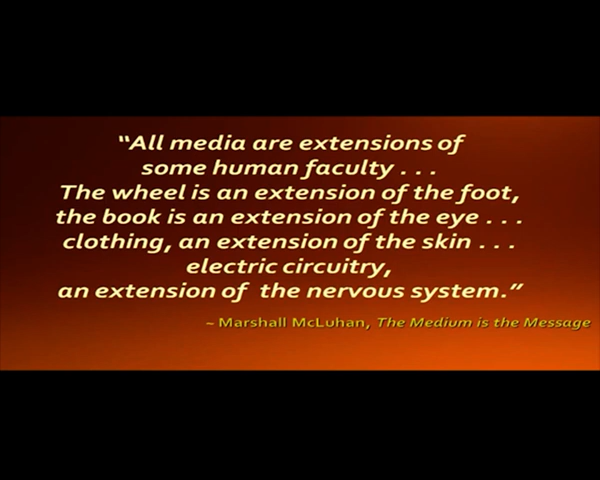 “All media are extensions of
some human faculty . . .
The wheel is an extension of the foot,
the book is an extension of the eye . . .
clothing, an extension of the skin . . .
electric circuitry,
an extension of the nervous system.”
~ Marshall McLuhan, The Medium is the Message